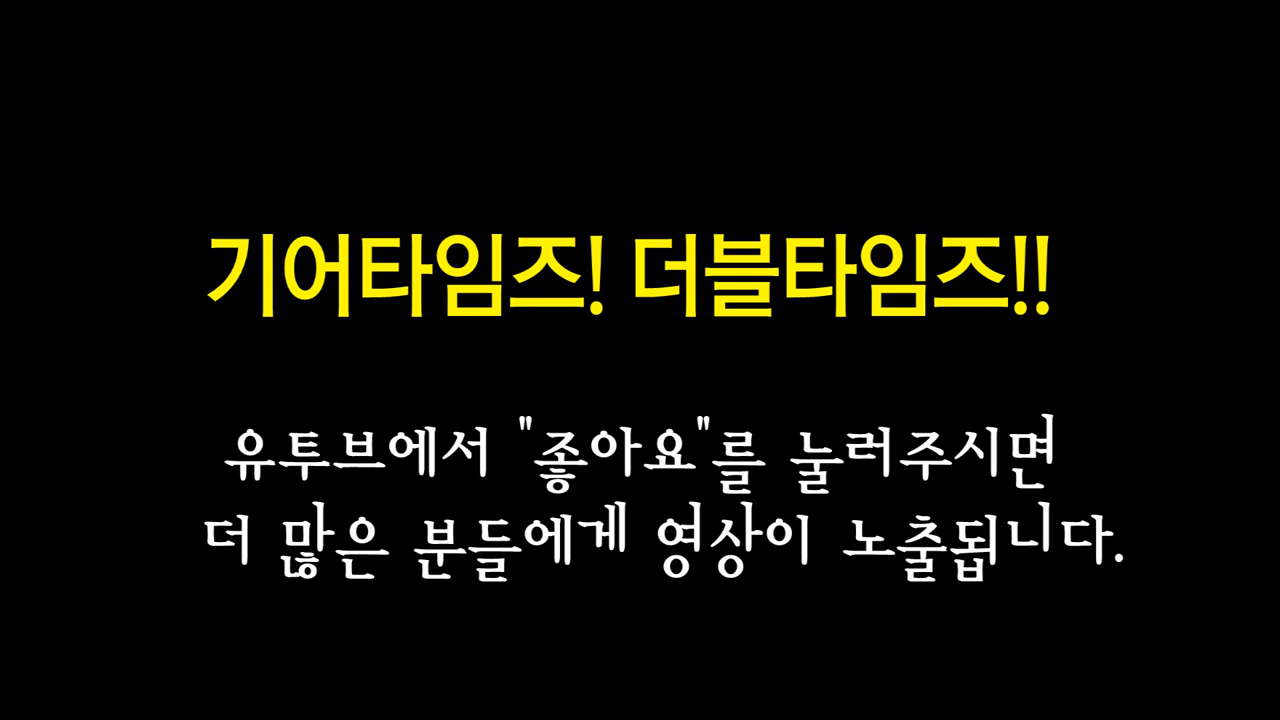 기어타임즈! 더블타임즈!!
유투브에서 "좋아요"를 눌러주시면
더 많은 분들에게 영상이 노출됩니다.